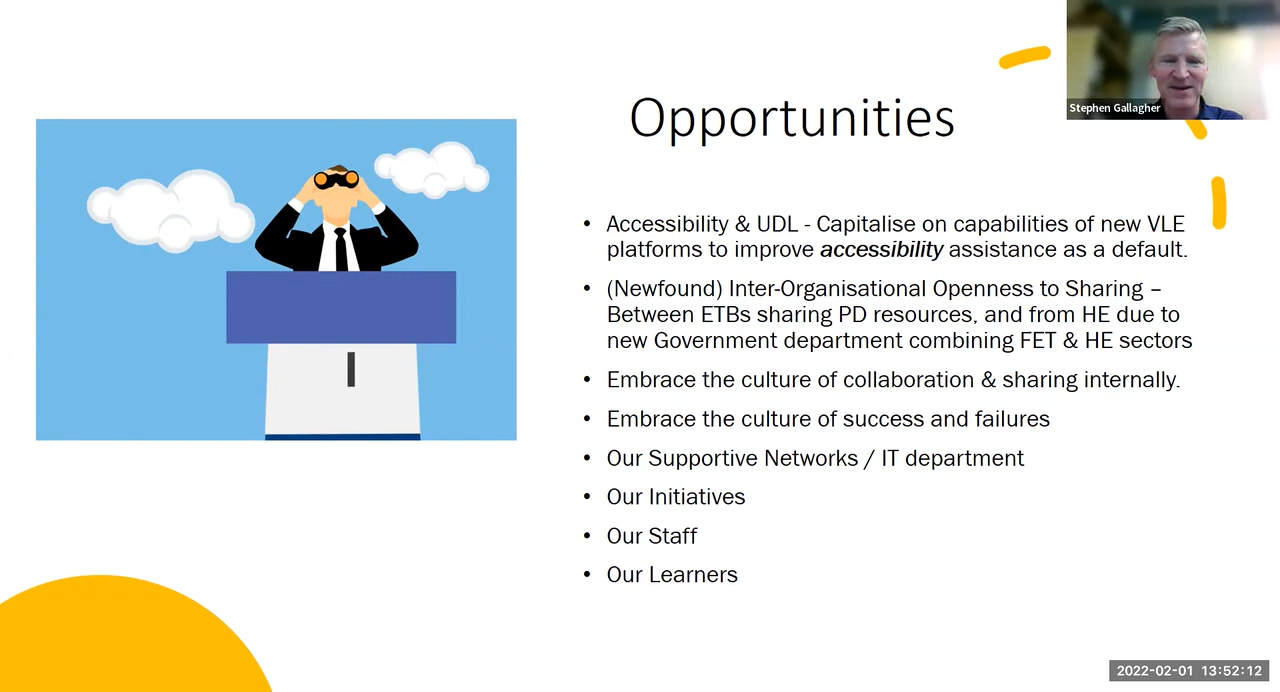 Opportunities
Stephen Gallagher
• Accessibility & UDL - Capitalise on capabilities of new VLE
platforms to improve accessibility assistance as a default.
• (Newfound) Inter-Organisational Openness to Sharing –
Between ETBs sharing PD resources, and from HE due to
new Government department combining FET & HE sectors
• Embrace the culture of collaboration & sharing internally.
• Embrace the culture of success and failures
• Our Supportive Networks / IT department
• Our Initiatives
• Our Staff
• Our Learners
2022-02-01 13:52:12